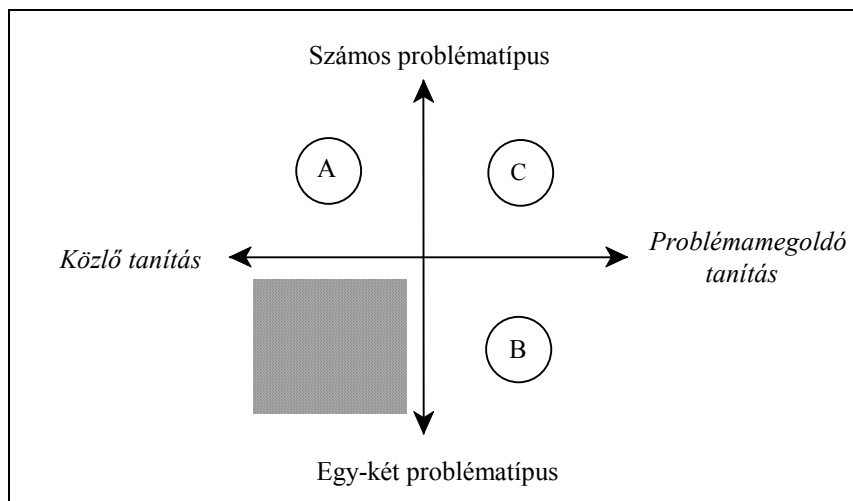 Számos problématípus
A
C
Közlő tanítás
Problémamegoldó
tanítás
B
Egy-két problématípus